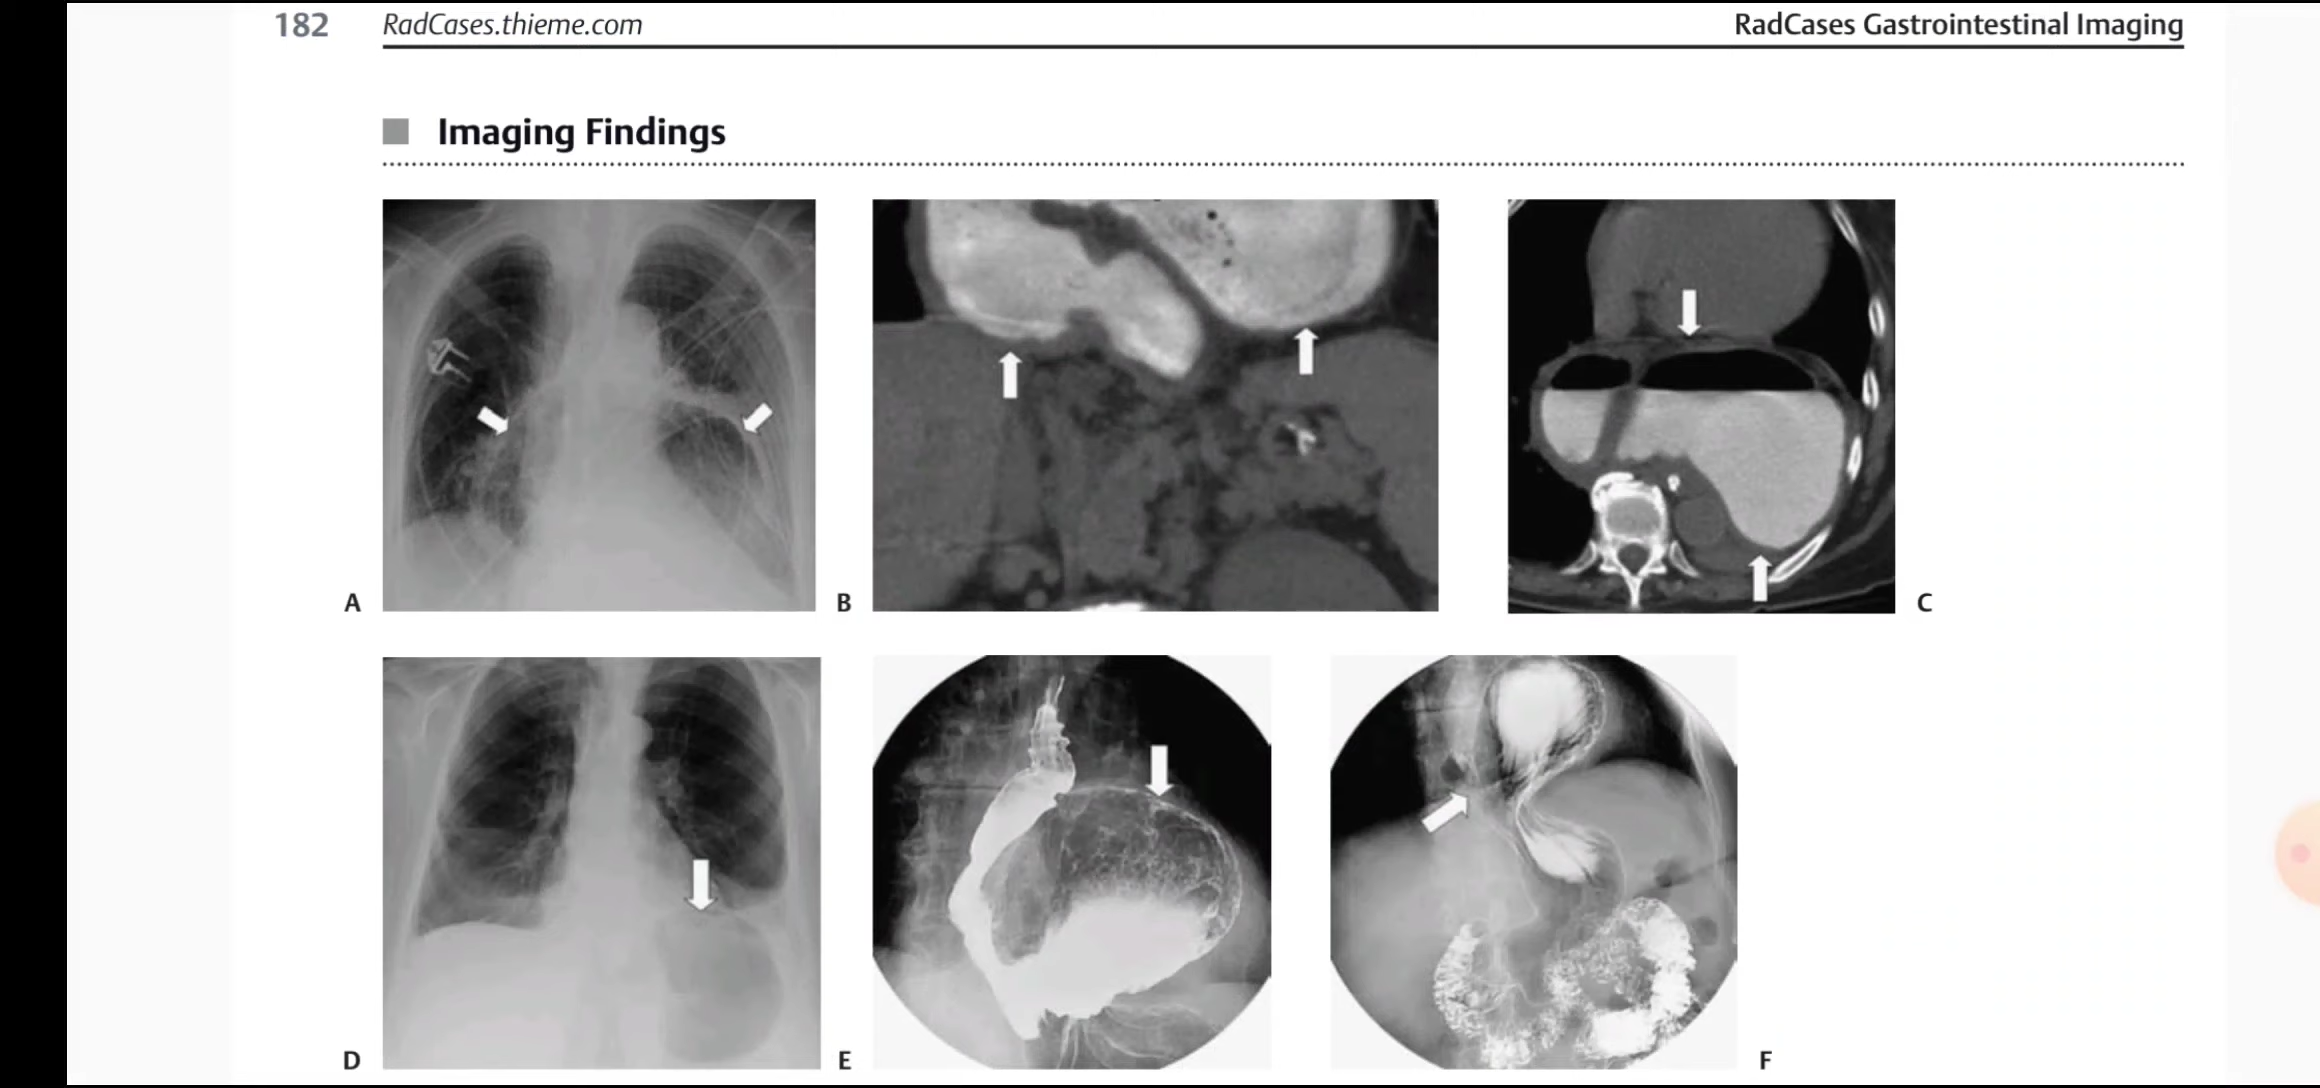 182 RadCases.thieme.com RadCases Gastrointestinal Imaging
Imaging Findings
A B C
D E F